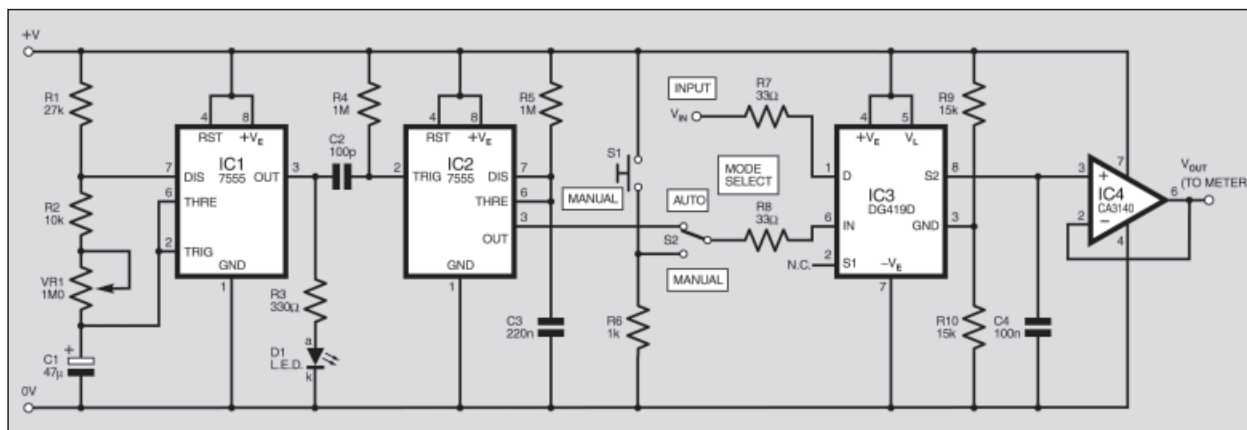 +V
R1
27k
R2
10k
VR1
1M0
+
C1
47µ
0V
4
8
RST
+VE
IC1
7555
3
OUT
7
DIS
6
THRE
2
TRIG
GND
1
C2
100p
R3
330Ω
a
D1
L.E.D.
k
R4
1M
4
8
RST
+VE
IC2
7555
2
TRIG
DIS
7
THRE
6
OUT
3
GND
1
R5
1M
C3
220n
S1
MANUAL
R6
1k
INPUT
VIN
R7
33Ω
MODE
SELECT
AUTO
S2
MANUAL
R8
33Ω
N.C.
4
5
+VE
VL
1
D
IC3
DG419D
6
IN
2
S1
S2
8
GND
3
–VE
7
R9
15k
R10
15k
C4
100n
3
+
IC4
CA3140
2
–
7
6
4
VOUT
(TO METER)